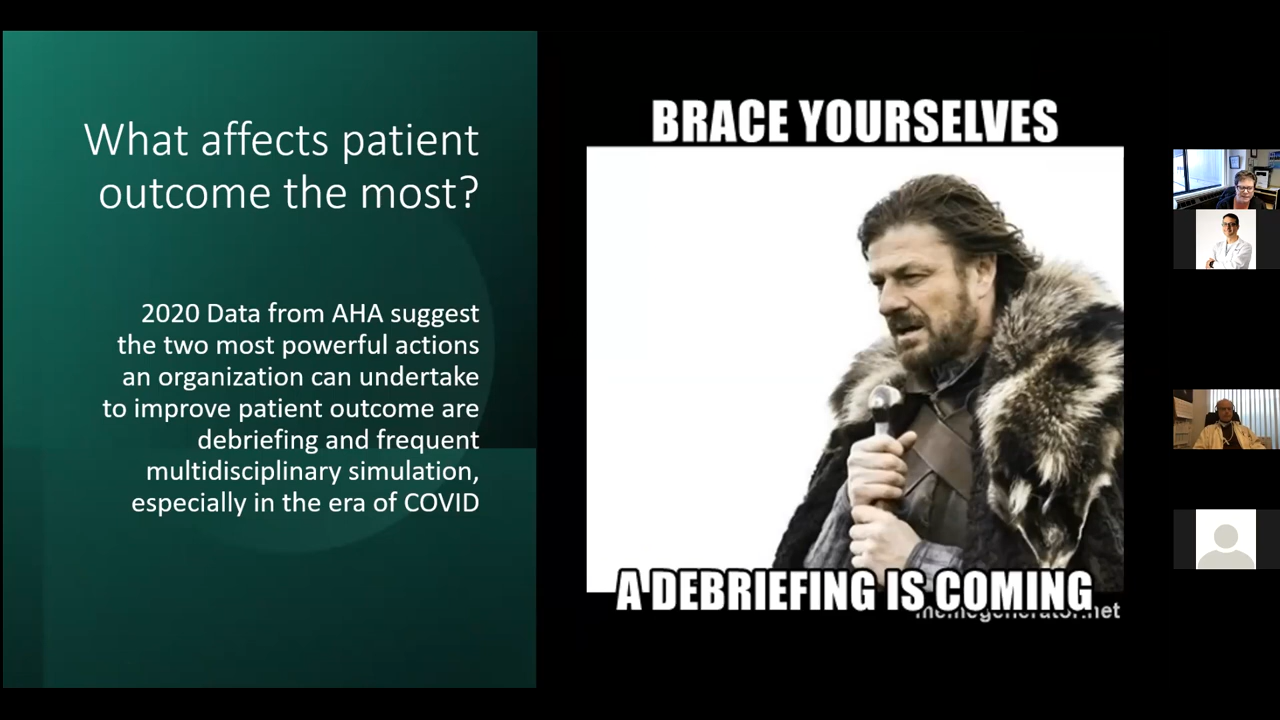 What affects patient
outcome the most?
2020 Data from AHA suggest
the two most powerful actions
an organization can undertake
to improve patient outcome are
debriefing and frequent
multidisciplinary simulation,
especially in the era of COVID
BRACE YOURSELVES
A DEBRIEFING IS COMING
memegenerator.net